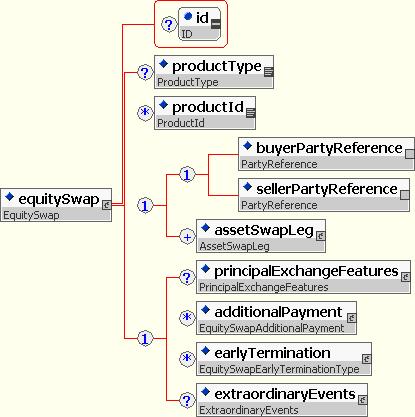 ? id
ID
? productType
ProductType
* productId
ProductId
equitySwap
EquitySwap
1
1
buyerPartyReference
PartyReference
sellerPartyReference
PartyReference
+ assetSwapLeg
AssetSwapLeg
1
? principalExchangeFeatures
PrincipalExchangeFeatures
* additionalPayment
EquitySwapAdditionalPayment
* earlyTermination
EquitySwapEarlyTerminationType
? extraordinaryEvents
ExtraordinaryEvents